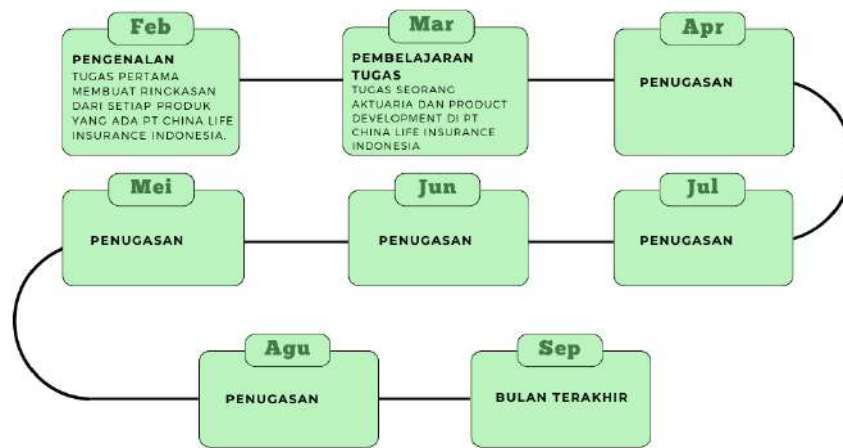 Feb
PENGENALAN
TUGAS PERTAMA
MEMBUAT RINGKASAN
DARI SETIAP PRODUK
YANG ADA PT CHINA LIFE
INSURANCE INDONESIA.
Mar
PEMBELAJARAN
TUGAS
TUGAS SEORANG
AKTUARIA DAN PRODUCT
DEVELOPMENT DI PT
CHINA LIFE INSURANCE
INDONESIA
Apr
PENUGASAN
Mei
PENUGASAN
Jun
PENUGASAN
Jul
PENUGASAN
Agu
PENUGASAN
Sep
BULAN TERAKHIR